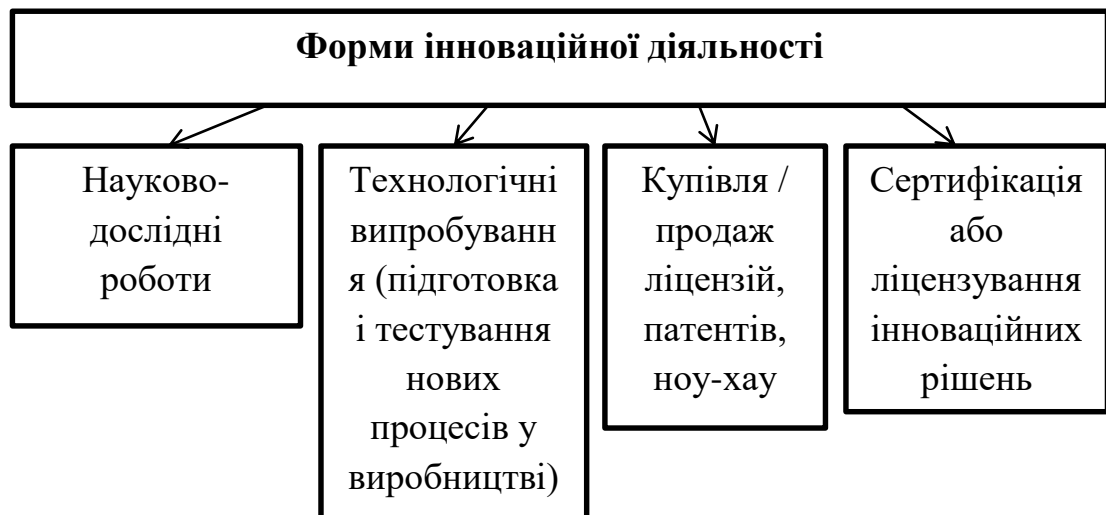 Форми інноваційної діяльності
Науково-
дослідні
роботи
Технологічні
випробуванн
я (підготовка
і тестування
нових
процесів у
виробництві)
Купівля /
продаж
ліцензій,
патентів,
ноу-хау
Сертифікація
або
ліцензування
інноваційних
рішень